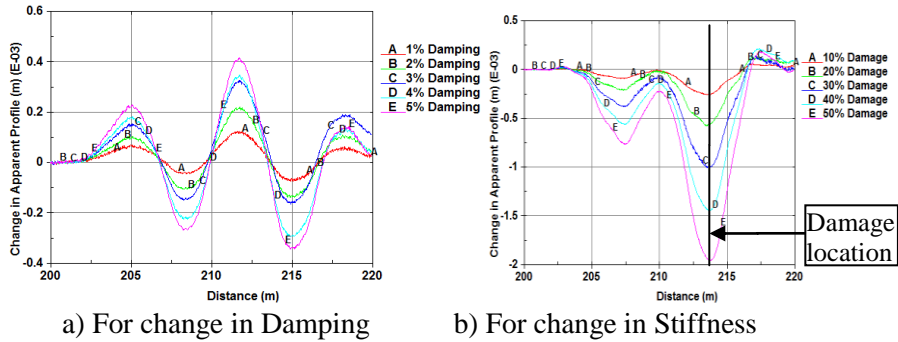 a)
0.6
0.4
0.2
0
-0.2
-0.4
200 205 210 215 220
Change in Apparent Profile (m) (E-03)
Distance (m)
A 1% Damping
B 2% Damping
C 3% Damping
D 4% Damping
E 5% Damping
a) For change in Damping
b)
0.5
0
-0.5
-1
-1.5
-2
200 205 210 215 220
Change in Apparent Profile (m) (E-03)
Distance (m)
A 10% Damage
B 20% Damage
C 30% Damage
D 40% Damage
E 50% Damage
Damage
location
b) For change in Stiffness